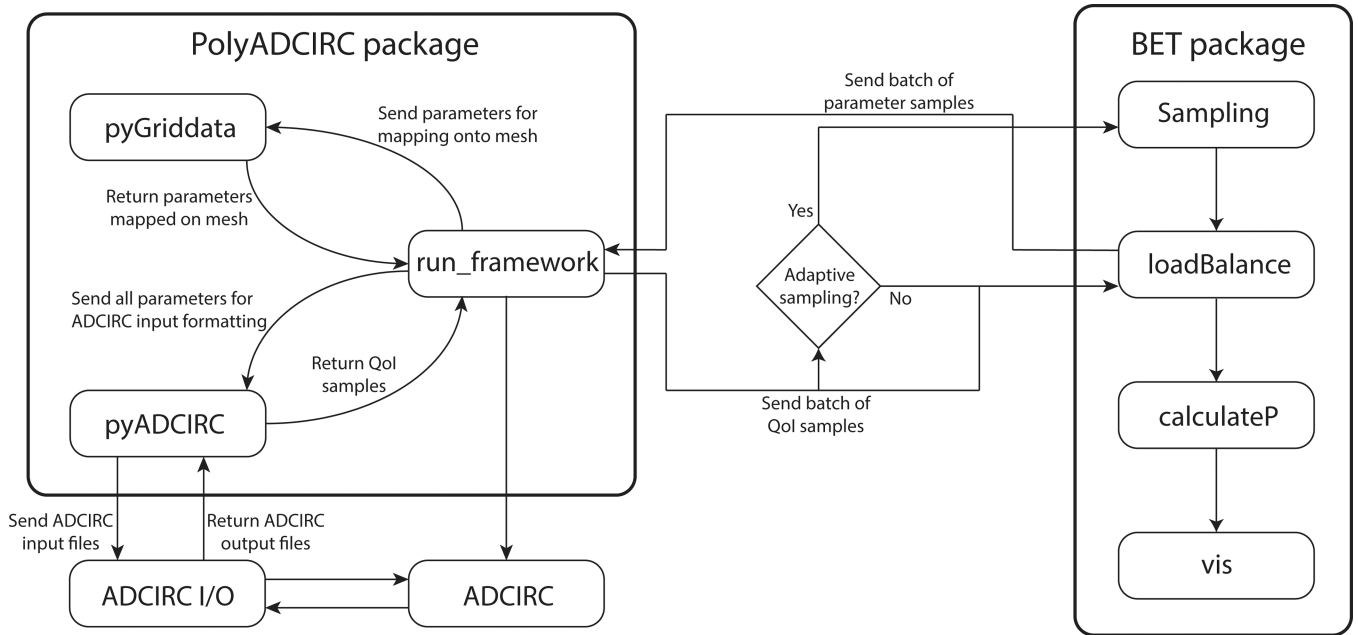 PolyADCIRC package
pyGriddata
Send parameters for
mapping onto mesh
Return parameters
mapped on mesh
run_framework
Send all parameters for
ADCIRC input formatting
Return QoI
samples
pyADCIRC
Send ADCIRC
input files
Return ADCIRC
output files
ADCIRC I/O
ADCIRC
Send batch of
parameter samples
Yes
Adaptive
sampling?
No
Send batch of
QoI samples
BET package
Sampling
loadBalance
calculateP
vis